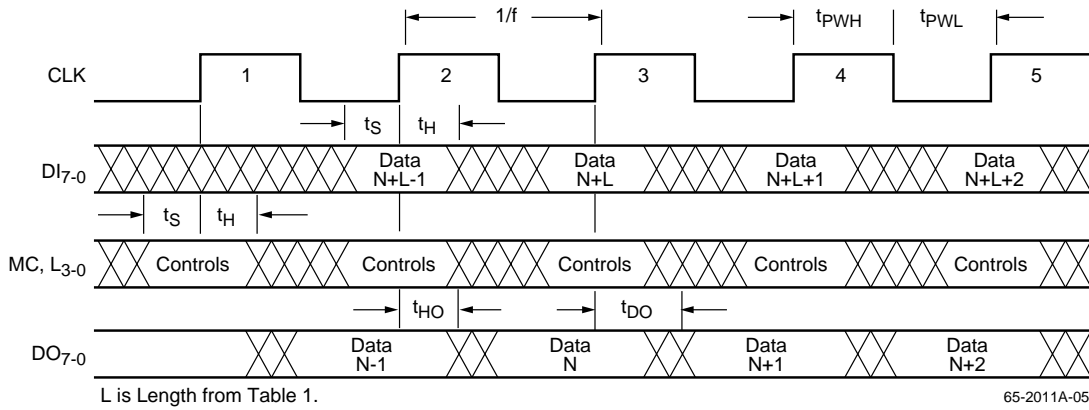 1/f
tPWH
tPWL
CLK
1
2
3
4
5
tS
tH
DI7-0
Data
N+L-1
Data
N+L
Data
N+L+1
Data
N+L+2
tS
tH
MC, L3-0
Controls
Controls
Controls
Controls
Controls
tHO
tDO
DO7-0
Data
N-1
Data
N
Data
N+1
Data
N+2
L is Length from Table 1.
65-2011A-05